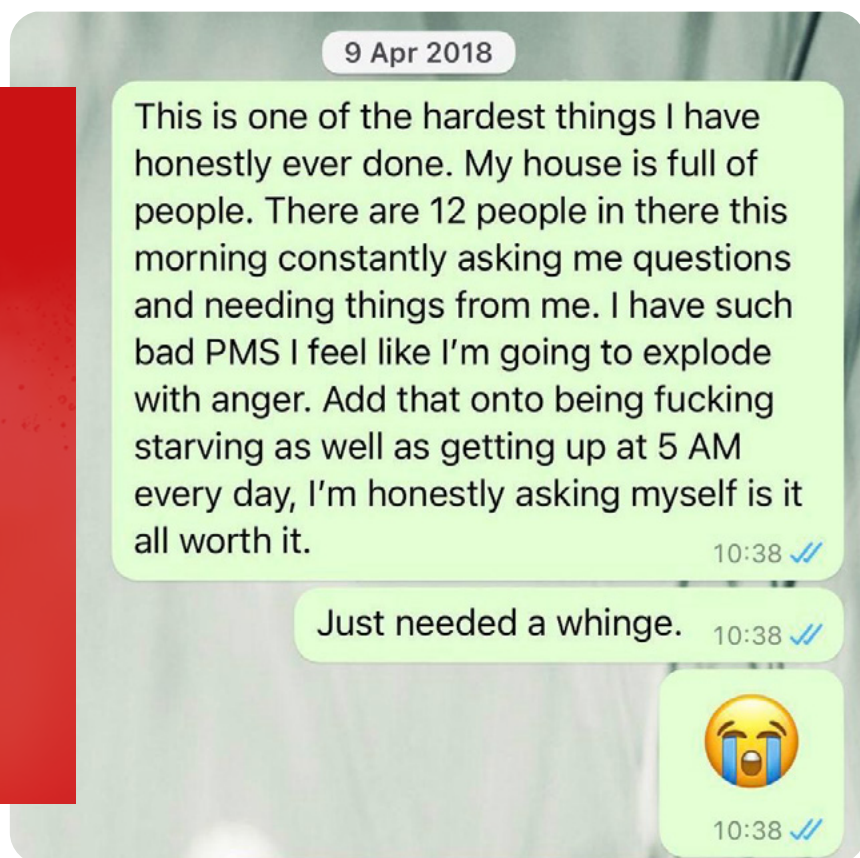 9 Apr 2018
This is one of the hardest things I have
honestly ever done. My house is full of
people. There are 12 people in there this
morning constantly asking me questions
and needing things from me. I have such
bad PMS I feel like I’m going to explode
with anger. Add that onto being fucking
starving as well as getting up at 5 AM
every day, I’m honestly asking myself is it
all worth it.
10:38
Just needed a whinge. 10:38
10:38